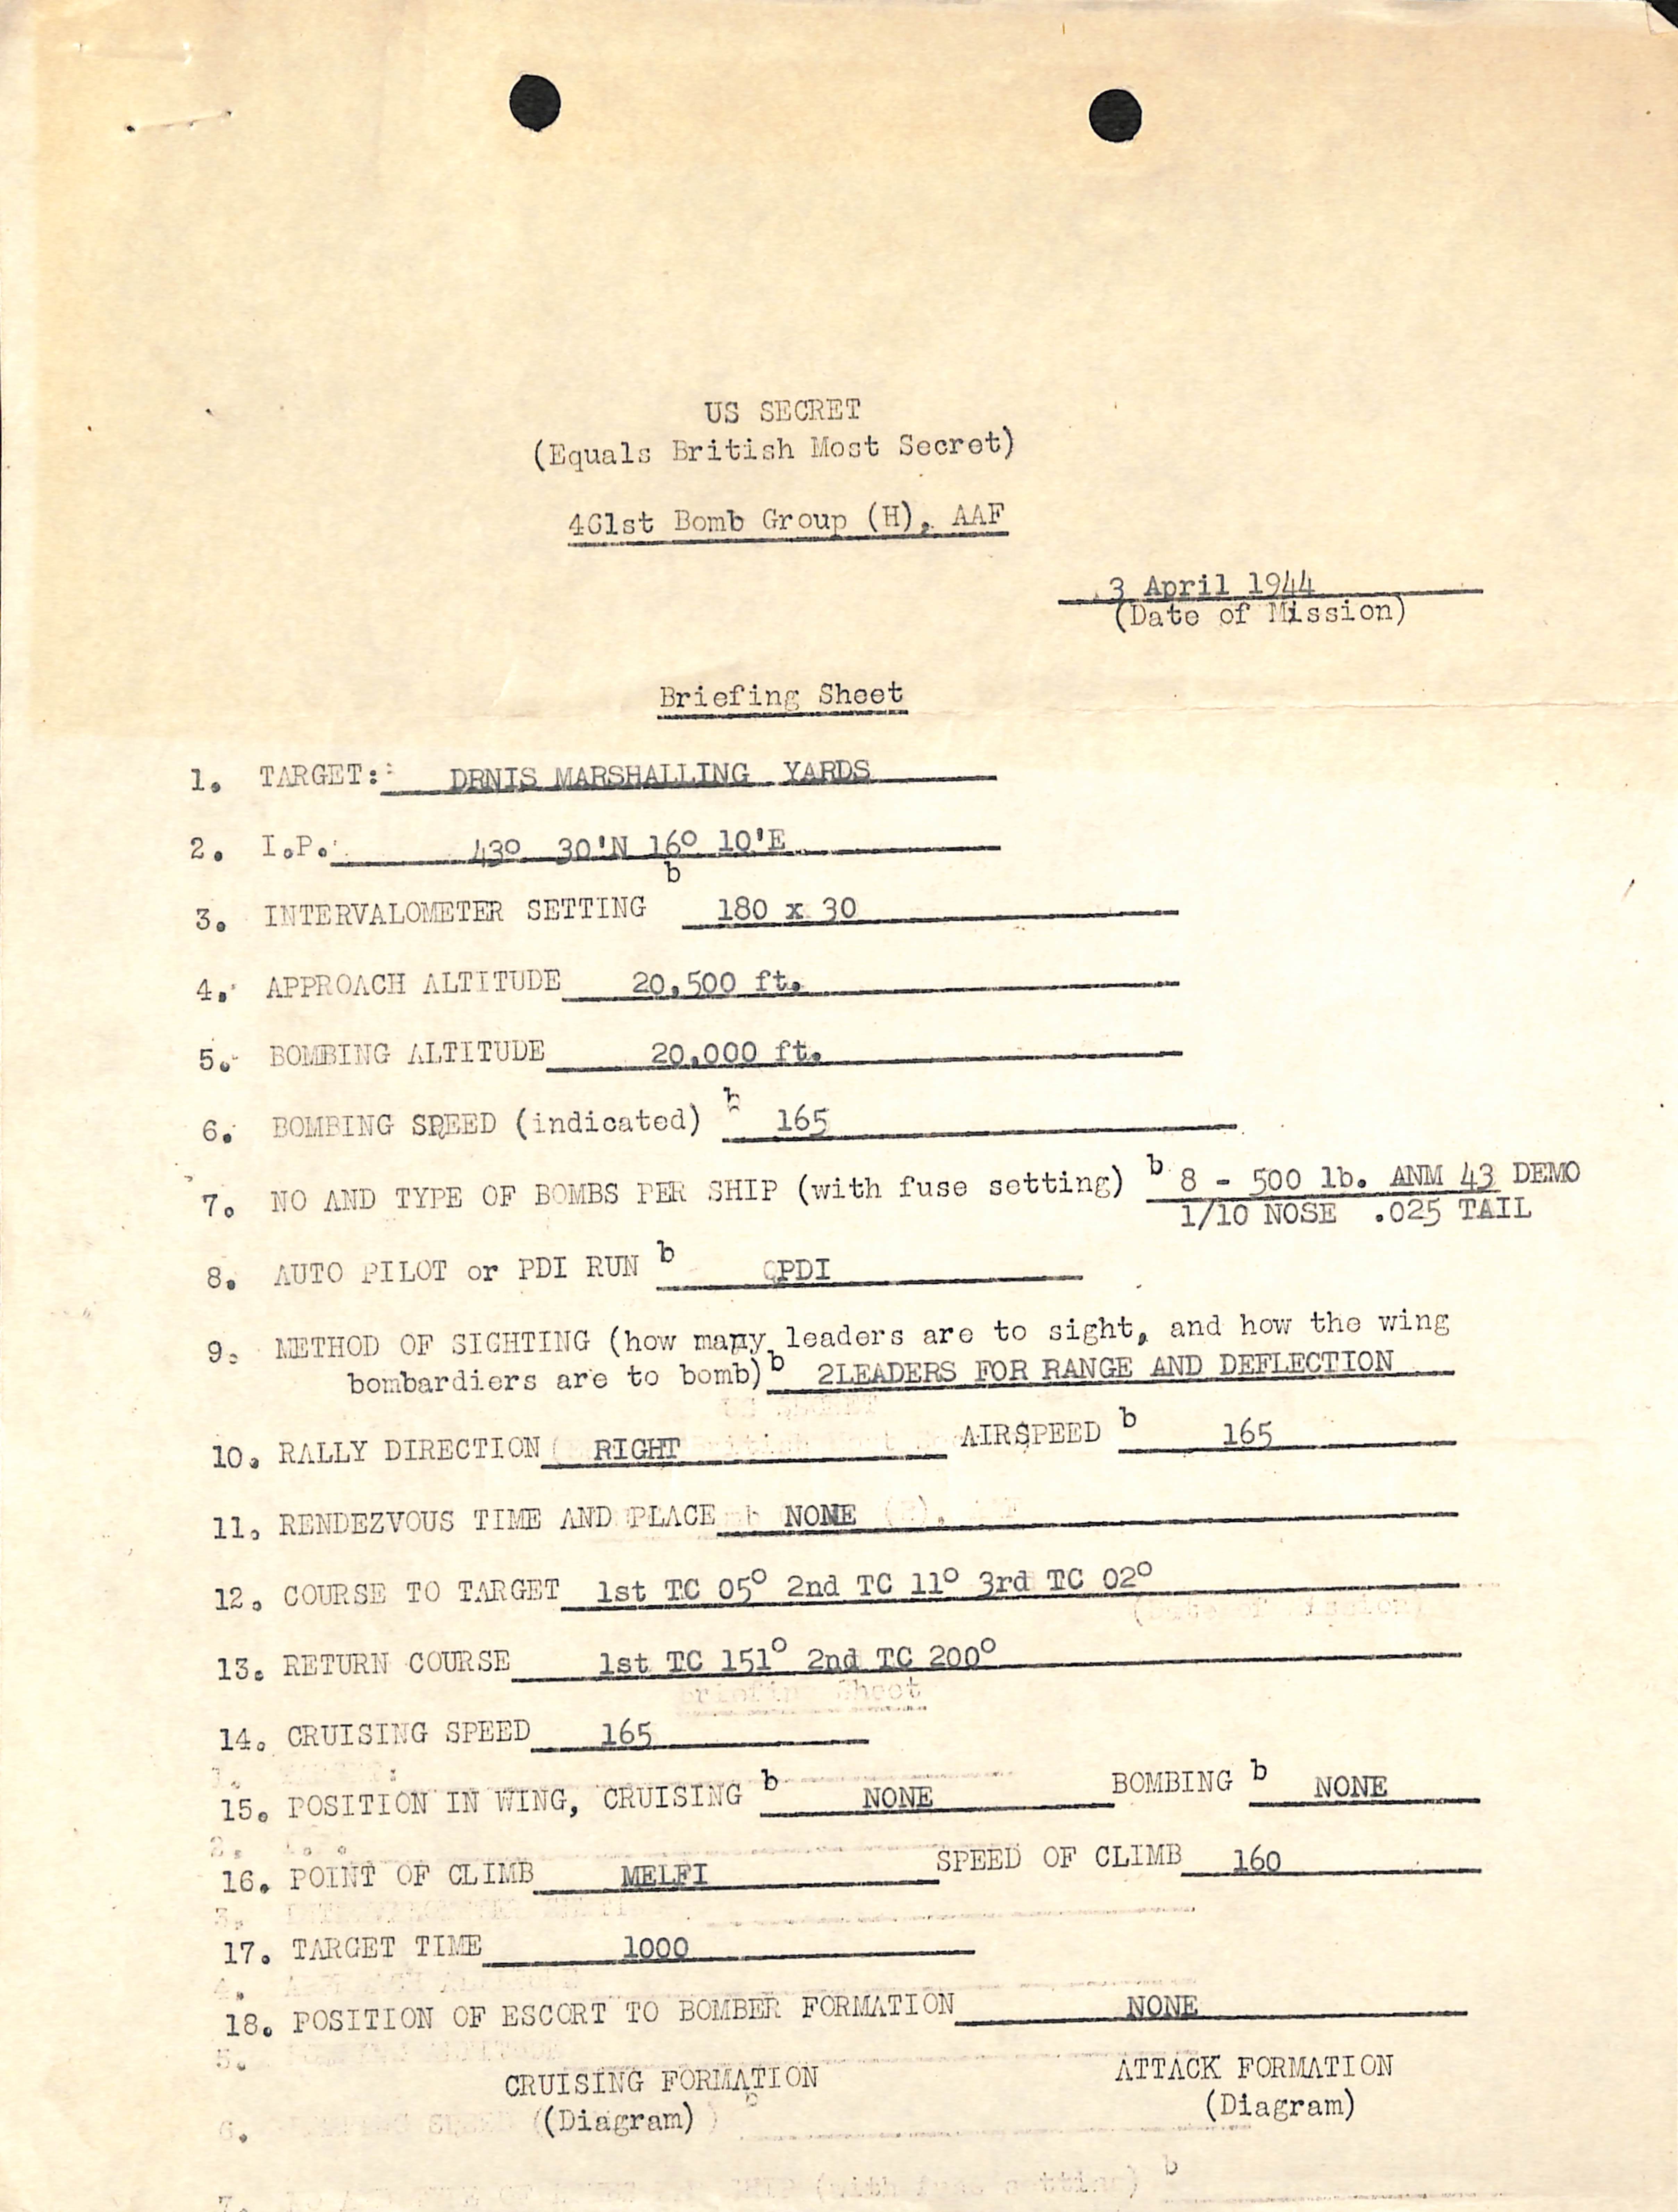 US SECRET
(Equals British Most Secret)
461st Bomb Group (H), AAF
3 April 1944
(Date of Mission)
Briefing Sheet
1. TARGET: DRNIS MARSHALLING YARDS
2. I.P. 43° 30'N 16° 10'E
b
3. INTERVALOMETER SETTING 180 x 30
4. APPROACH ALTITUDE 20,500 ft.
5. BOMBING ALTITUDE 20,000 ft.
6. BOMBING SPEED (indicated) b 165
7. NO AND TYPE OF BOMBS PER SHIP (with fuse setting) b 8 - 500 lb. ANM 43 DEMO
1/10 NOSE .025 TAIL
8. AUTO PILOT or PDI RUN b PDI
9. METHOD OF SIGHTING (how many leaders are to sight, and how the wing
bombardiers are to bomb) b 2LEADERS FOR RANGE AND DEFLECTION
10. RALLY DIRECTION RIGHT AIRSPEED b 165
11. RENDEZVOUS TIME AND PLACE NONE
12. COURSE TO TARGET 1st TC 05° 2nd TC 11° 3rd TC 02°
13. RETURN COURSE 1st TC 151° 2nd TC 200°
14. CRUISING SPEED 165
15. POSITION IN WING, CRUISING b NONE BOMBING b NONE
16. POINT OF CLIMB MELFI SPEED OF CLIMB 160
17. TARGET TIME 1000
18. POSITION OF ESCORT TO BOMBER FORMATION NONE
CRUISING FORMATION ATTACK FORMATION
(Diagram) (Diagram)